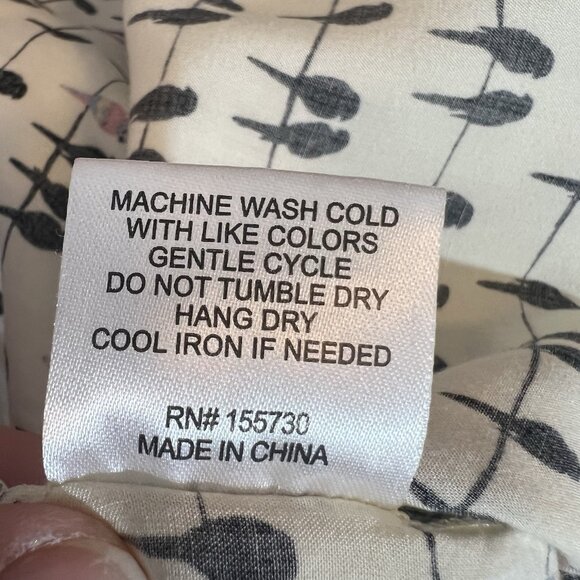 MACHINE WASH COLD
WITH LIKE COLORS
GENTLE CYCLE
DO NOT TUMBLE DRY
HANG DRY
COOL IRON IF NEEDED
RN# 155730
MADE IN CHINA